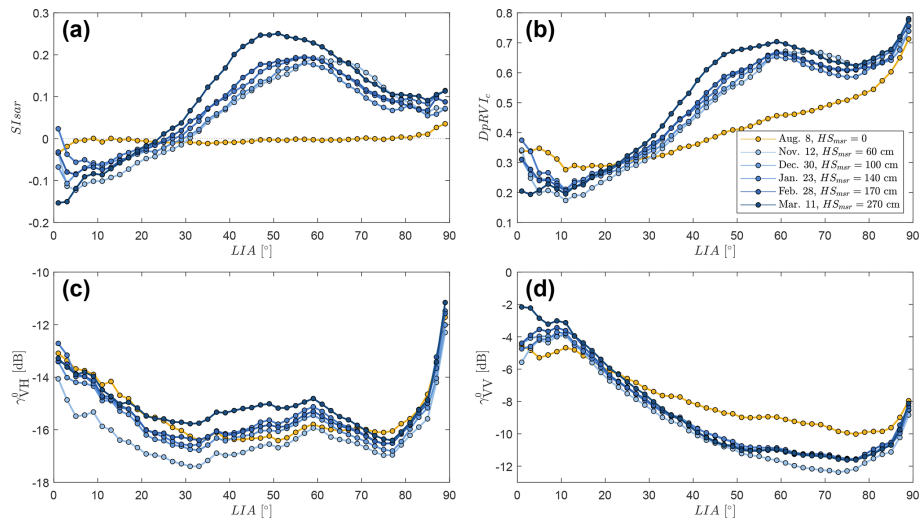 (a)
0.3
0.2
0.1
0
-0.1
-0.2
SIsar
0 10 20 30 40 50 60 70 80 90
LIA [°]
(b)
0.8
0.7
0.6
0.5
0.4
0.3
0.2
0.1
DpRVIc
0 10 20 30 40 50 60 70 80 90
LIA [°]
Aug. 8, HSmsr = 0
Nov. 12, HSmsr = 60 cm
Dec. 30, HSmsr = 100 cm
Jan. 23, HSmsr = 140 cm
Feb. 28, HSmsr = 170 cm
Mar. 11, HSmsr = 270 cm
(c)
-10
-12
-14
-16
-18
γ0VH [dB]
0 10 20 30 40 50 60 70 80 90
LIA [°]
(d)
0
-2
-4
-6
-8
-10
-12
γ0VV [dB]
0 10 20 30 40 50 60 70 80 90
LIA [°]